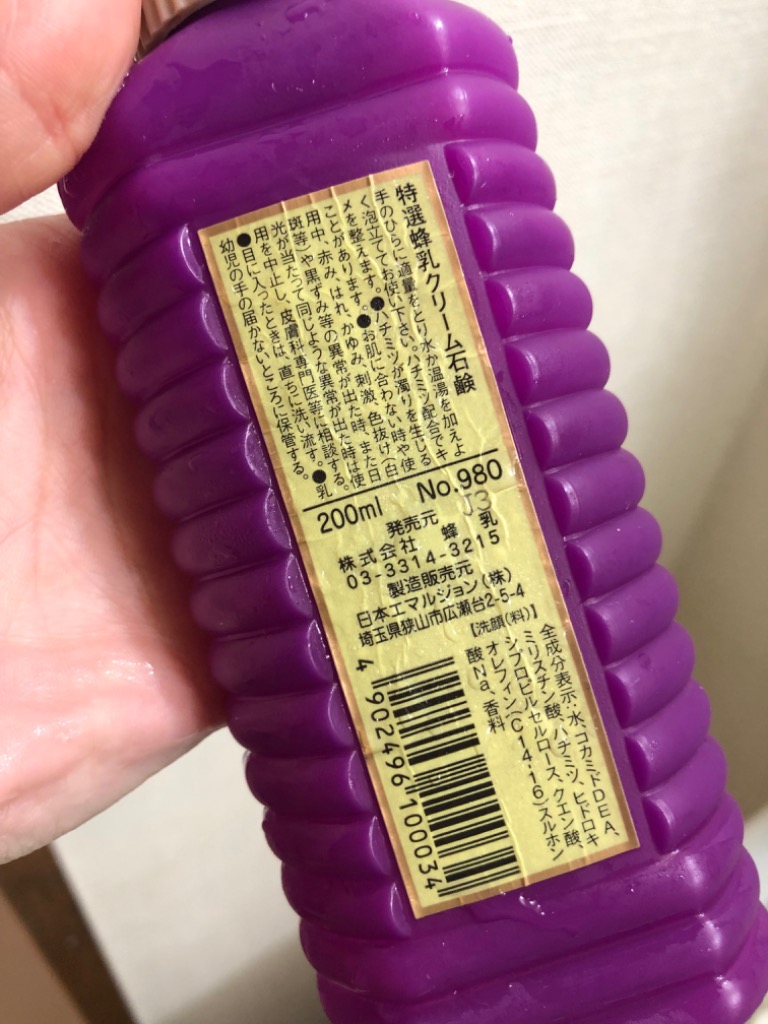 特選蜂乳クリーム石鹸
手のひらに適量をとり水か温湯を加えよ
く泡立ててお使い下さい。ハチミツ配合でキ
メを整えます。●ハチミツが濁りを生じる
ことがあります。●お肌に合わない時や使
用中、赤み、はれ、かゆみ、刺激、色抜け(白
斑等)や黒ずみ等の異常が出た時、また日
光が当たって同じような異常が出た時は使
用を中止し、皮膚科専門医等に相談する。
●目に入ったときは、直ちに洗い流す。●乳
幼児の手の届かないところに保管する。
200ml No.980
J3
発売元
株式会社 蜂乳
03-3314-3215
製造販売元
日本エマルジョン(株)
埼玉県狭山市広瀬台2-5-4
【洗顔(料)】
全成分表示:水、コカミドDEA、
ミリスチン酸、ハチミツ、ヒドロキ
シプロピルセルロース、クエン酸、
オレフィン(C14-16)スルホン
酸Na、香料
4902496100034